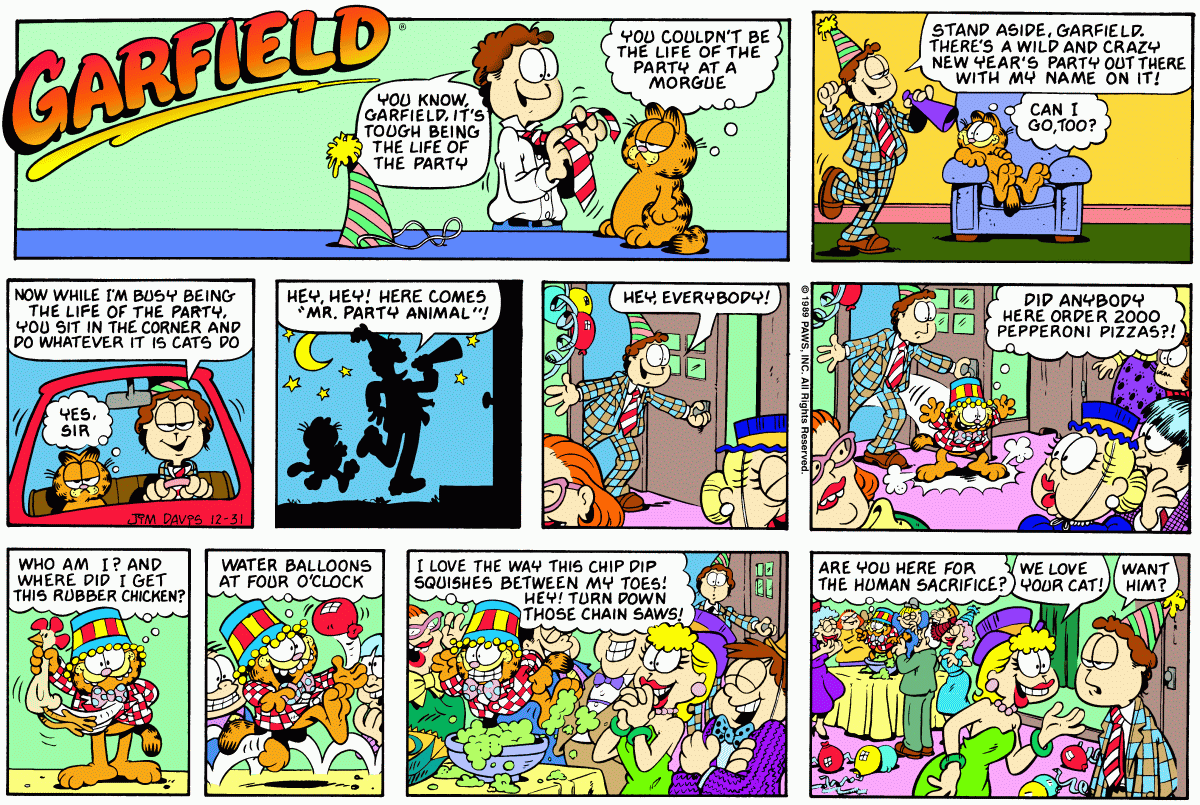 GARFIELD
®
YOU KNOW,
GARFIELD, IT'S
TOUGH BEING
THE LIFE OF
THE PARTY
YOU COULDN'T BE
THE LIFE OF THE
PARTY AT A
MORGUE
STAND ASIDE, GARFIELD.
THERE'S A WILD AND CRAZY
NEW YEAR'S PARTY OUT THERE
WITH MY NAME ON IT!
CAN I
GO, TOO?
NOW WHILE I'M BUSY BEING
THE LIFE OF THE PARTY,
YOU SIT IN THE CORNER AND
DO WHATEVER IT IS CATS DO
YES,
SIR
JIM DAVIS 12-31
HEY, HEY! HERE COMES
"MR. PARTY ANIMAL"!
HEY, EVERYBODY!
© 1989 PAWS, INC. All Rights Reserved.
DID ANYBODY
HERE ORDER 2000
PEPPERONI PIZZAS?!
WHO AM I? AND
WHERE DID I GET
THIS RUBBER CHICKEN?
WATER BALLOONS
AT FOUR O'CLOCK
I LOVE THE WAY THIS CHIP DIP
SQUISHES BETWEEN MY TOES!
HEY! TURN DOWN
THOSE CHAIN SAWS!
ARE YOU HERE FOR
THE HUMAN SACRIFICE?
WE LOVE
YOUR CAT!
WANT
HIM?